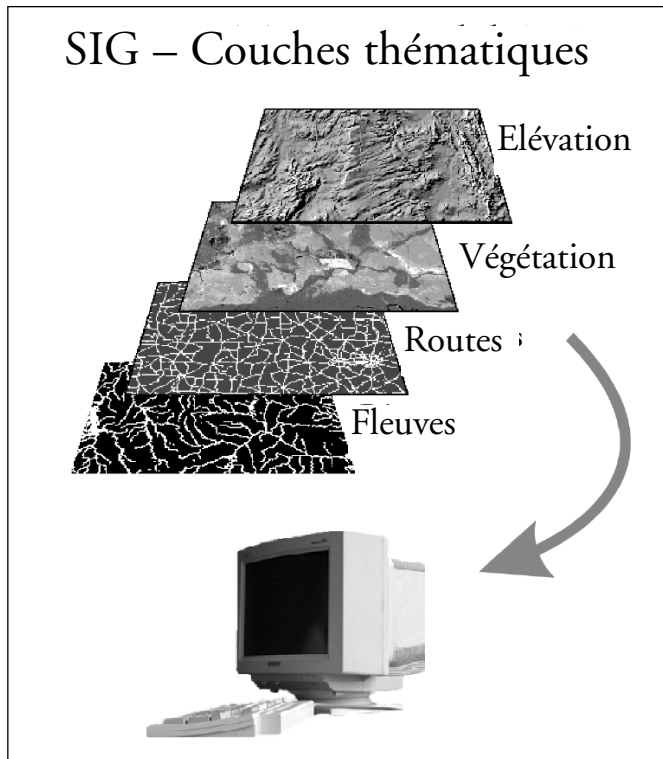 SIG – Couches thématiques
Elévation
Végétation
Routes
Fleuves